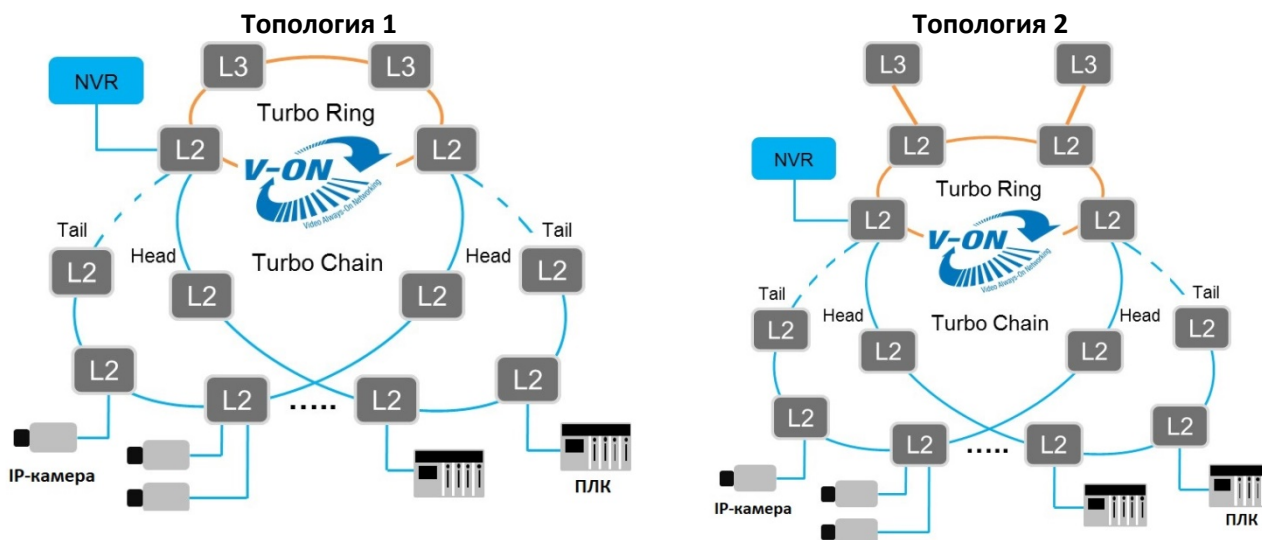 Топология 1
L3
L3
NVR
Turbo Ring
L2
L2
V-ON
Video Always-On Networking
Tail
Tail
L2
Head
Head
L2
Turbo Chain
L2
L2
L2
L2
L2
L2
.....
IP-камера
ПЛК
Топология 2
L3
L3
L2
L2
NVR
Turbo Ring
L2
L2
V-ON
Video Always-On Networking
Tail
Tail
L2
Head
Head
L2
Turbo Chain
L2
L2
L2
L2
L2
L2
.....
IP-камера
ПЛК